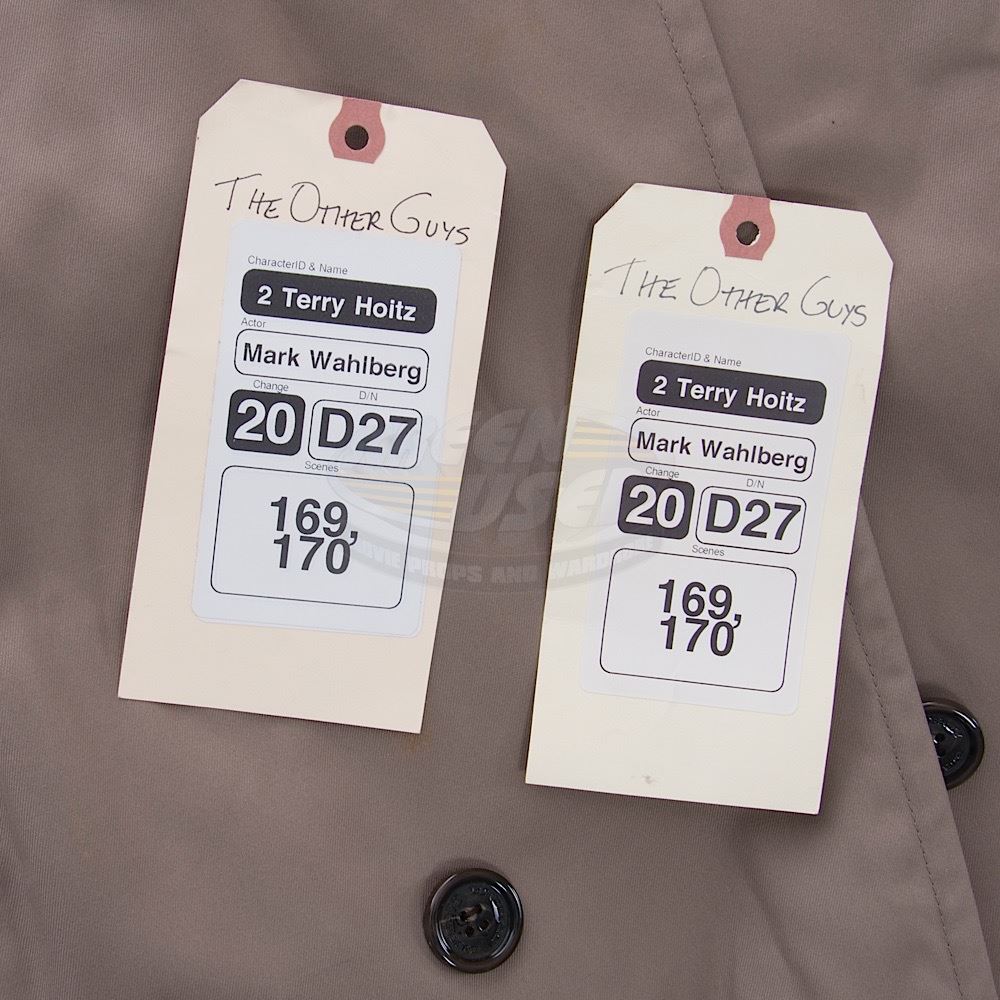 THE OTHER GUYS
CharacterID & Name
2 Terry Hoitz
Actor
Mark Wahlberg
Change D/N
20 D27
Scenes
169,
170
THE OTHER GUYS
CharacterID & Name
2 Terry Hoitz
Actor
Mark Wahlberg
Change D/N
20 D27
Scenes
169,
170